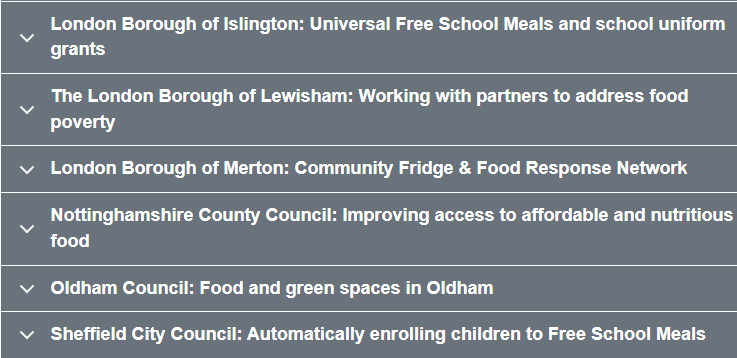 London Borough of Islington: Universal Free School Meals and school uniform
grants
The London Borough of Lewisham: Working with partners to address food
poverty
London Borough of Merton: Community Fridge & Food Response Network
Nottinghamshire County Council: Improving access to affordable and nutritious
food
Oldham Council: Food and green spaces in Oldham
Sheffield City Council: Automatically enrolling children to Free School Meals